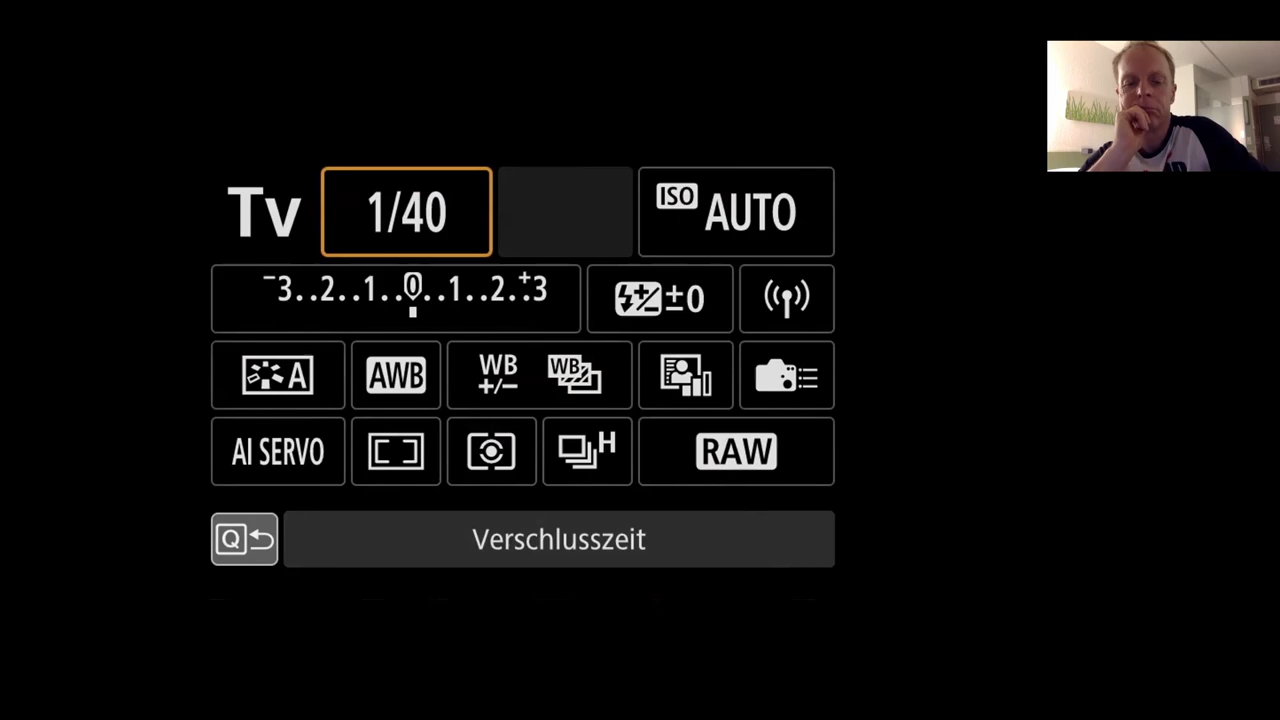 Tv 1/40 ISO AUTO
-3..2..1..0..1..2..+3 ±0
A AWB WB +/- WB
AI SERVO H RAW
Q Verschlusszeit